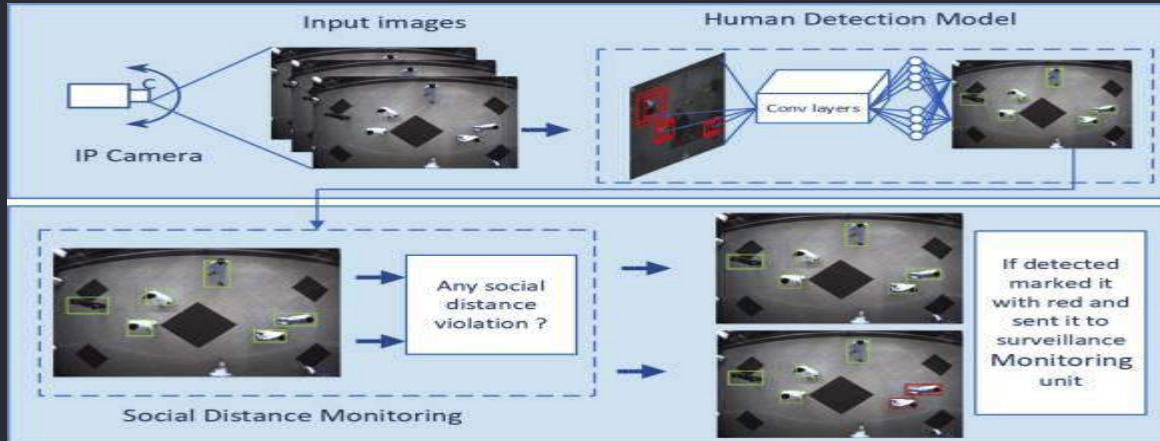 Input images
Human Detection Model
C
Conv layers
IP Camera
Any social
distance
violation ?
If detected
marked it
with red and
sent it to
surveillance
Monitoring
unit
Social Distance Monitoring